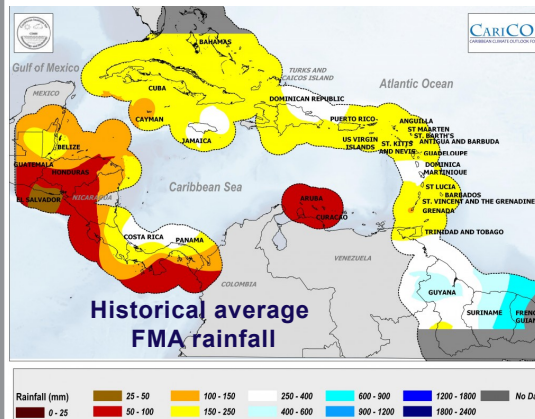 CARICO
CARIBBEAN CLIMATE OUTLOOK FO
Gulf of Mexico
BAHAMAS
MEXICO
TURKS AND
CAICOS ISLAND
Atlantic Ocean
CUBA
DOMINICAN REPUBLIC
CAYMAN
JAMAICA
PUERTO RICO
US VIRGIN
ISLANDS
ANGUILLA
ST MAARTEN
ST. BARTH'S
ST. KITTS
AND NEVIS
ANTIGUA AND BARBUDA
GUADELOUPE
DOMINICA
MARTINIQUE
BELIZE
GUATEMALA
HONDURAS
Caribbean Sea
EL SALVADOR
NICARAGUA
ARUBA
CURACAO
ST LUCIA
BARBADOS
ST. VINCENT AND THE GRENADINE
GRENADA
TRINIDAD AND TOBAGO
COSTA RICA
PANAMA
VENEZUELA
COLOMBIA
GUYANA
SURINAME
FRENC
GUIAN
Historical average
FMA rainfall
Rainfall (mm)
0 - 25
25 - 50
50 - 100
100 - 150
150 - 250
250 - 400
400 - 600
600 - 900
900 - 1200
1200 - 1800
1800 - 2400
No Da